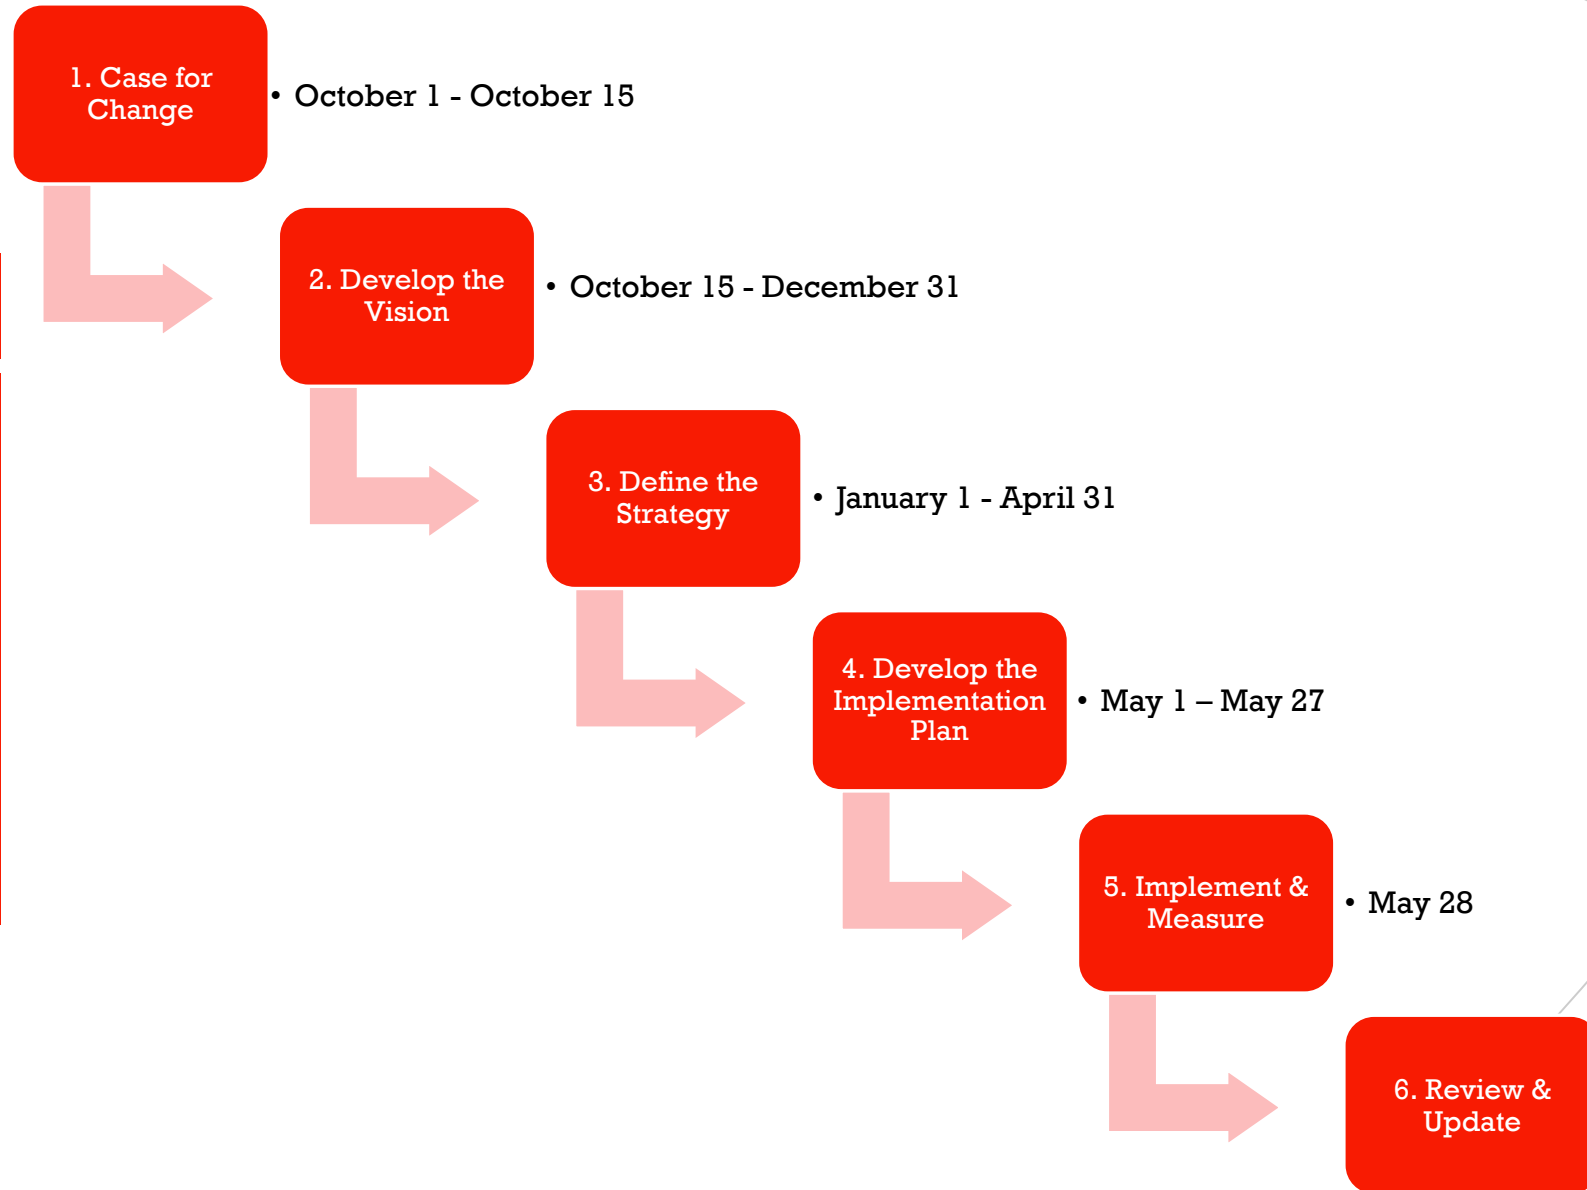 1. Case for
Change
• October 1 - October 15
2. Develop the
Vision
• October 15 - December 31
3. Define the
Strategy
• January 1 - April 31
4. Develop the
Implementation
Plan
• May 1 – May 27
5. Implement &
Measure
• May 28
6. Review &
Update